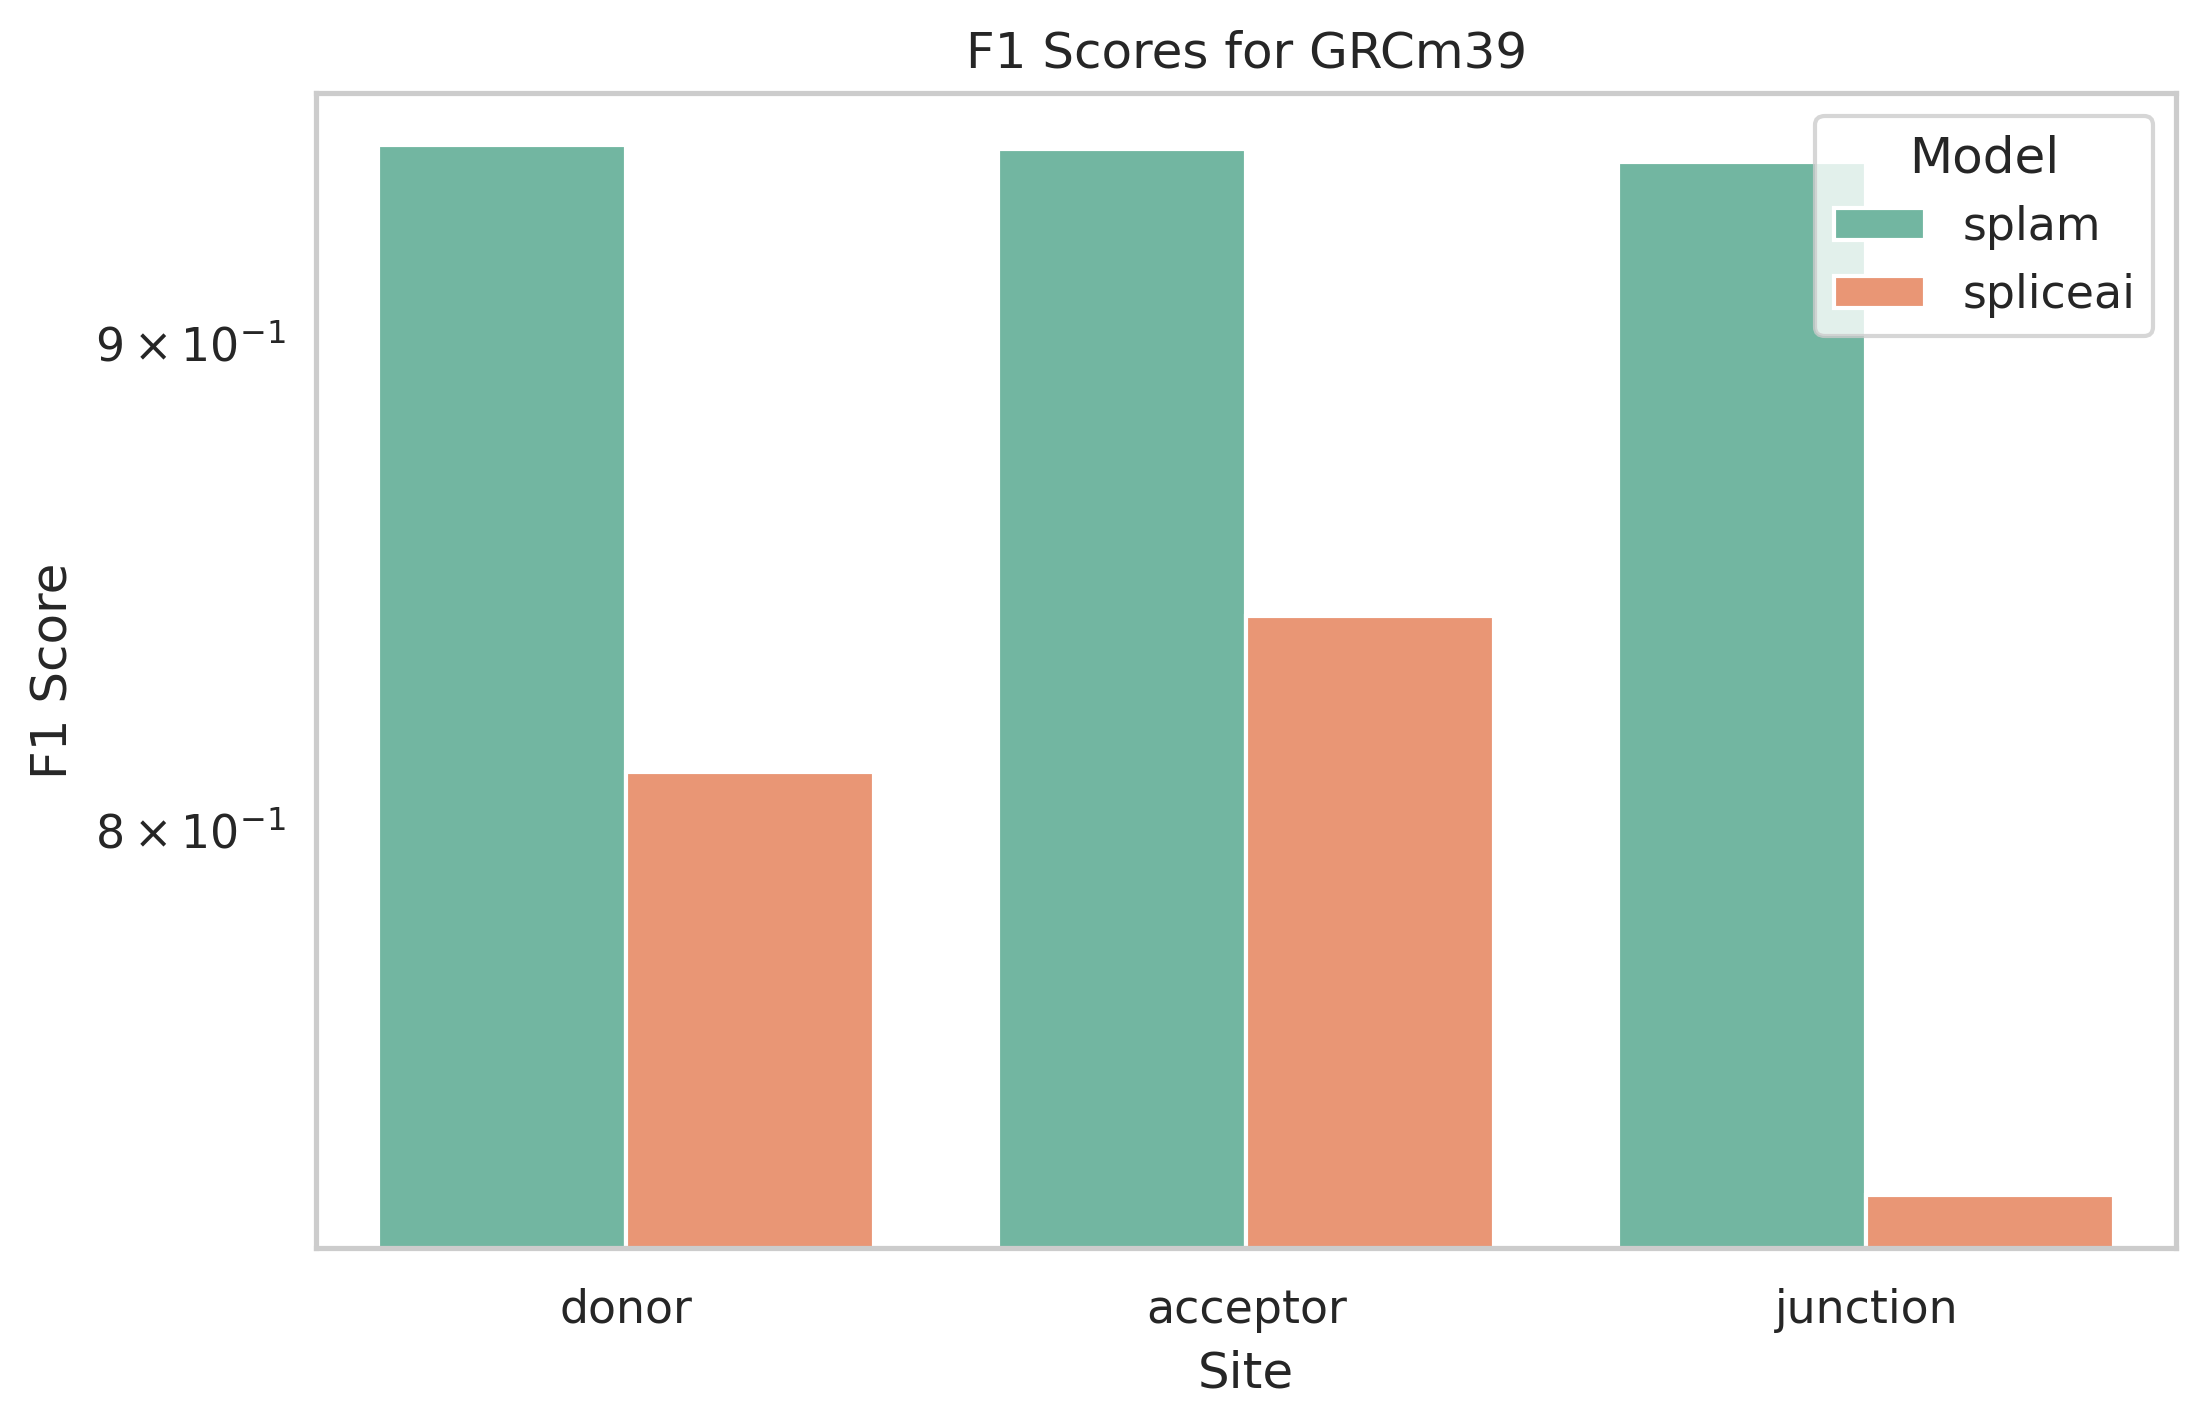 F1 Scores for GRCm39
Model
splam
spliceai
F1 Score
9 × 10⁻¹
8 × 10⁻¹
donor
acceptor
junction
Site